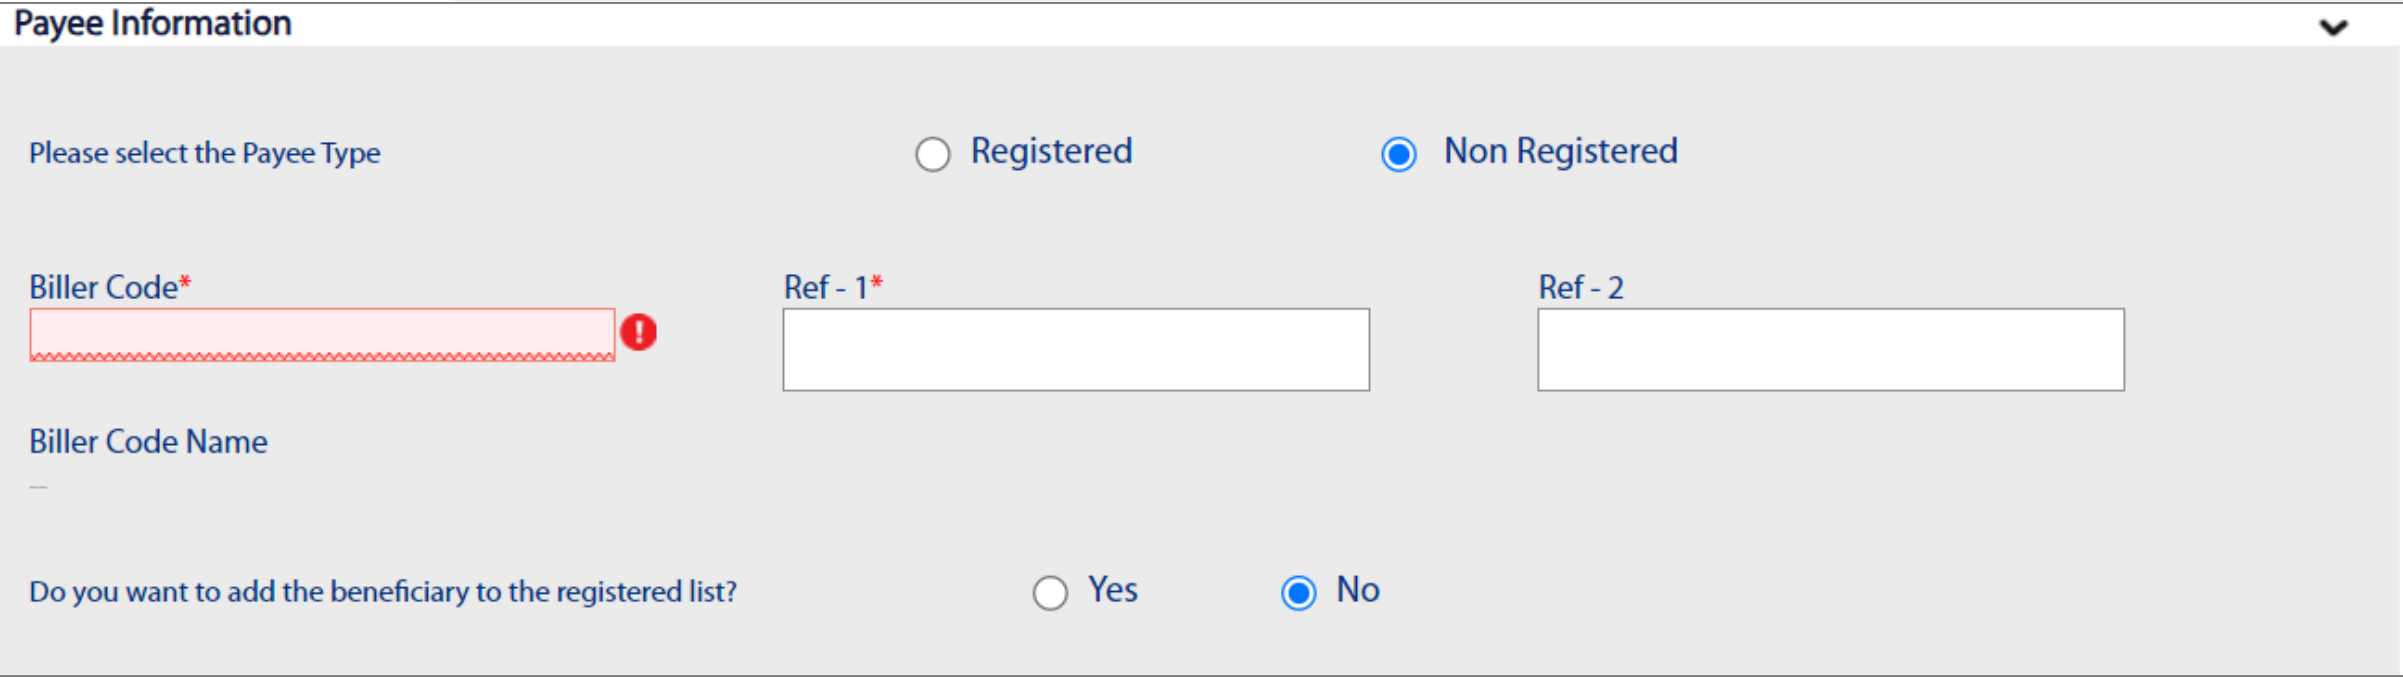 Payee Information
Please select the Payee Type Registered Non Registered
Biller Code* Ref - 1* Ref - 2
Biller Code Name
--
Do you want to add the beneficiary to the registered list? Yes No